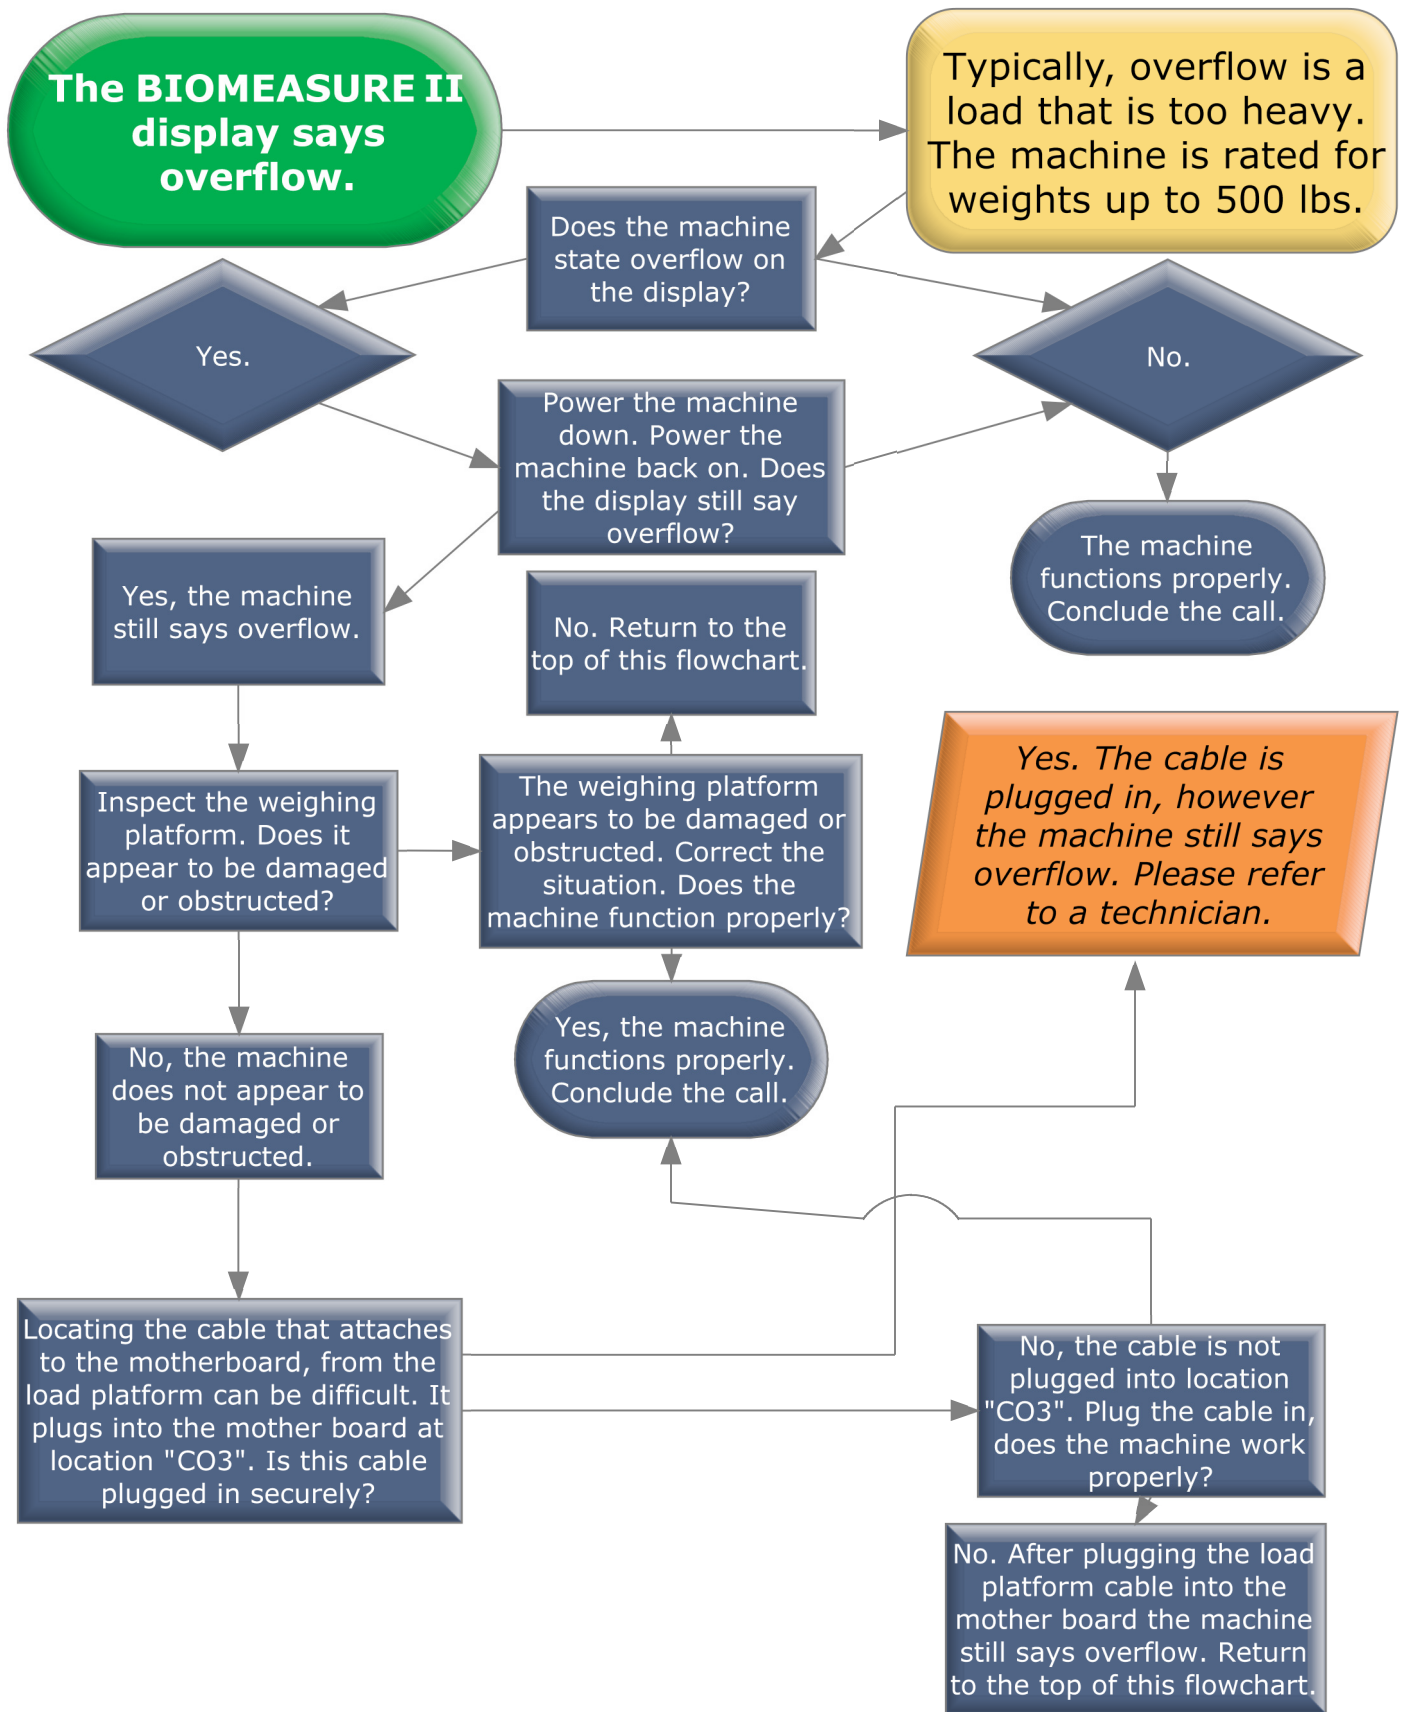 The BIOMEASURE II
display says
overflow.
Typically, overflow is a
load that is too heavy.
The machine is rated for
weights up to 500 lbs.
Does the machine
state overflow on
the display?
Yes.
No.
Power the machine
down. Power the
machine back on. Does
the display still say
overflow?
The machine
functions properly.
Conclude the call.
Yes, the machine
still says overflow.
No. Return to the
top of this flowchart.
Inspect the weighing
platform. Does it
appear to be damaged
or obstructed?
The weighing platform
appears to be damaged or
obstructed. Correct the
situation. Does the
machine function properly?
Yes. The cable is
plugged in, however
the machine still says
overflow. Please refer
to a technician.
No, the machine
does not appear to
be damaged or
obstructed.
Yes, the machine
functions properly.
Conclude the call.
Locating the cable that attaches
to the motherboard, from the
load platform can be difficult. It
plugs into the mother board at
location "CO3". Is this cable
plugged in securely?
No, the cable is not
plugged into location
"CO3". Plug the cable in,
does the machine work
properly?
No. After plugging the load
platform cable into the
mother board the machine
still says overflow. Return
to the top of this flowchart.